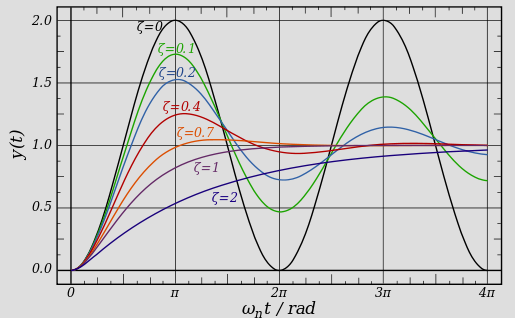 2.0
1.5
1.0
0.5
0.0
y(t)
ζ=0
ζ=0.1
ζ=0.2
ζ=0.4
ζ=0.7
ζ=1
ζ=2
0 π 2π 3π 4π
ωnt / rad